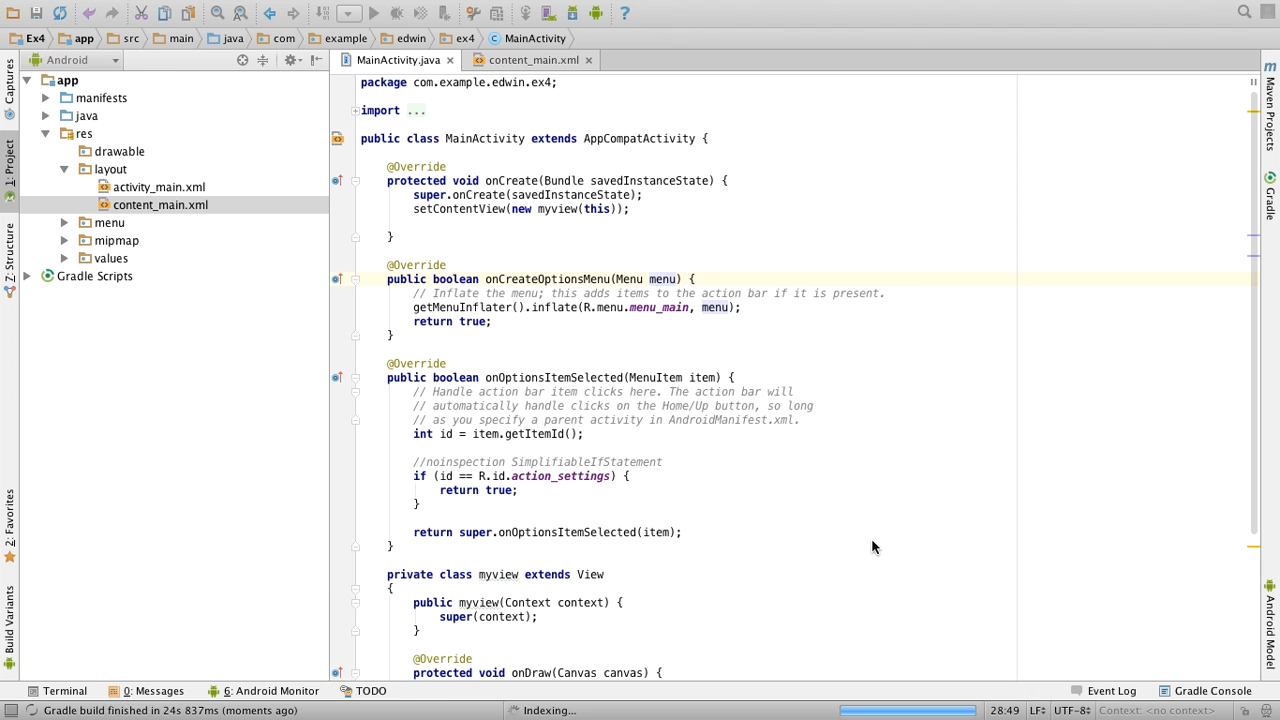 Ex4 app src main java com example edwin ex4 MainActivity
Android
MainActivity.java content_main.xml
Captures
1: Project
7: Structure
2: Favorites
Build Variants
app
manifests
java
res
drawable
layout
activity_main.xml
content_main.xml
menu
mipmap
values
Gradle Scripts
package com.example.edwin.ex4;
import ...
public class MainActivity extends AppCompatActivity {
@Override
protected void onCreate(Bundle savedInstanceState) {
super.onCreate(savedInstanceState);
setContentView(new myview(this));
}
@Override
public boolean onCreateOptionsMenu(Menu menu) {
// Inflate the menu; this adds items to the action bar if it is present.
getMenuInflater().inflate(R.menu.menu_main, menu);
return true;
}
@Override
public boolean onOptionsItemSelected(MenuItem item) {
// Handle action bar item clicks here. The action bar will
// automatically handle clicks on the Home/Up button, so long
// as you specify a parent activity in AndroidManifest.xml.
int id = item.getItemId();
//noinspection SimplifiableIfStatement
if (id == R.id.action_settings) {
return true;
}
return super.onOptionsItemSelected(item);
}
private class myview extends View
{
public myview(Context context) {
super(context);
}
@Override
protected void onDraw(Canvas canvas) {
Maven Projects
Gradle
Android Model
Terminal 0: Messages 6: Android Monitor TODO Event Log Gradle Console
Gradle build finished in 24s 837ms (moments ago) Indexing... 28:49 LF UTF-8 Context: <no context>